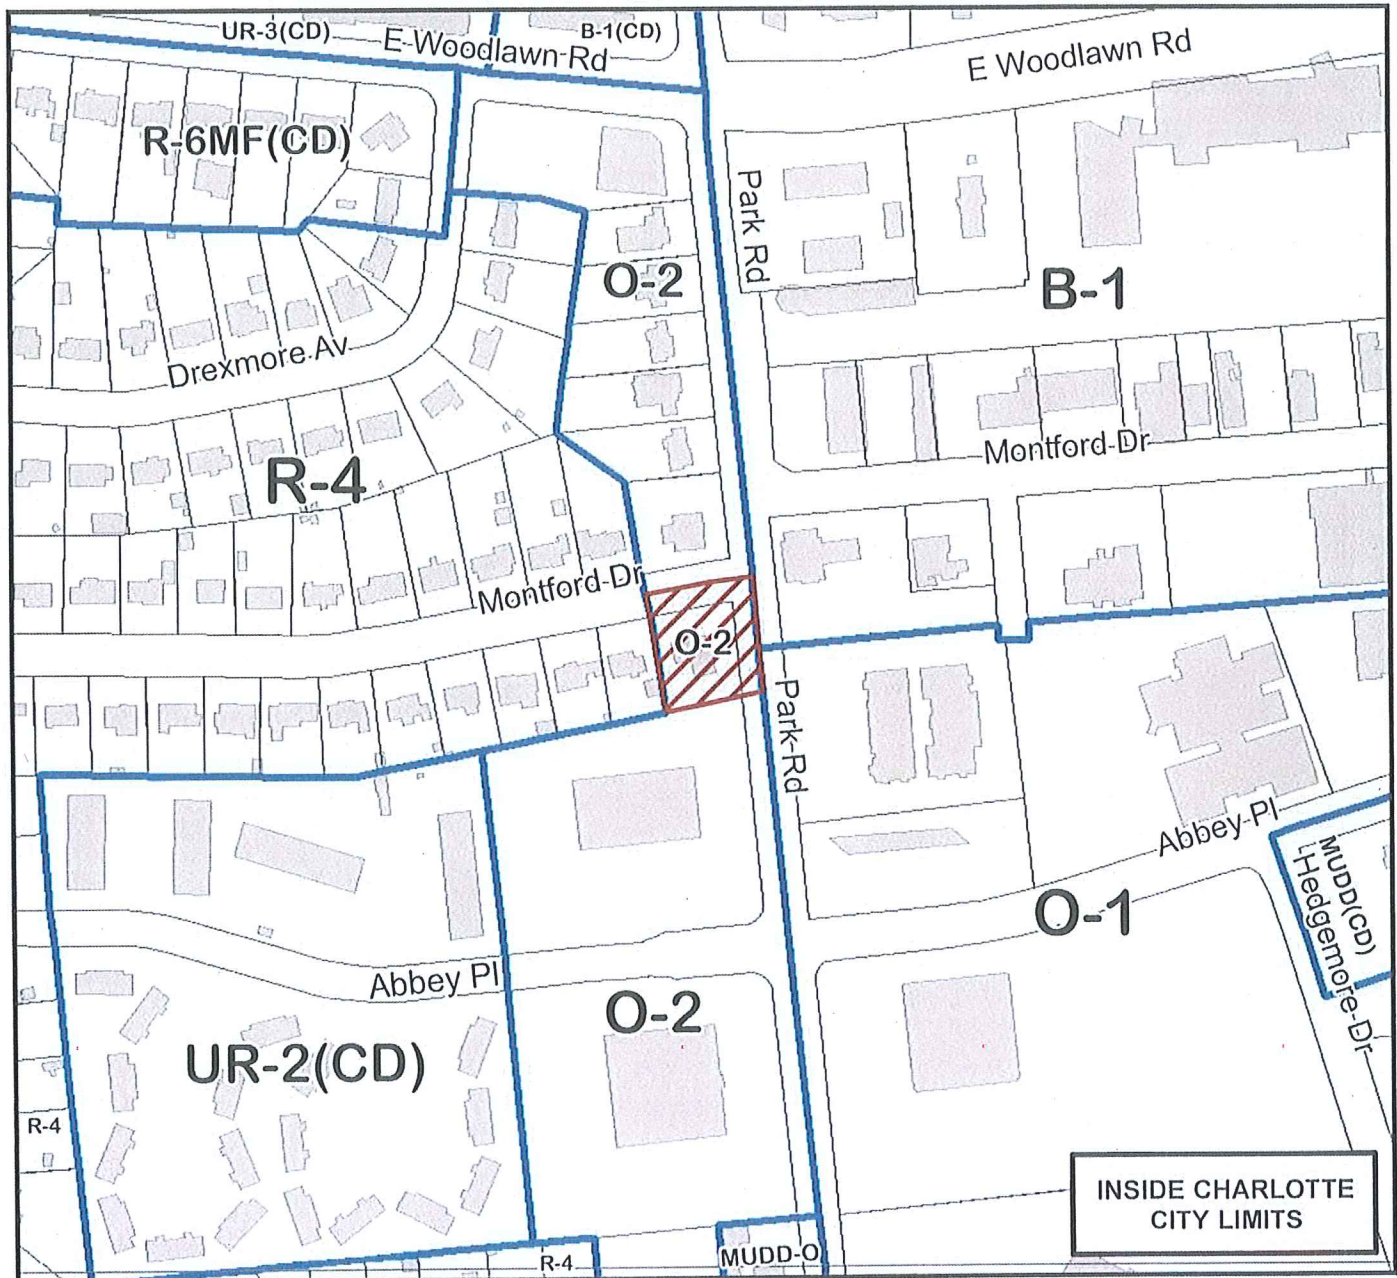 UR-3(CD)
E Woodlawn Rd
B-1(CD)
E Woodlawn Rd
R-6MF(CD)
Park Rd
O-2
B-1
Drexmore Av
Montford Dr
R-4
Montford Dr
O-2
Park Rd
Abbey Pl
MUDD(CD)
Hedgemore Dr
O-1
Abbey Pl
O-2
UR-2(CD)
R-4
INSIDE CHARLOTTE
CITY LIMITS
R-4
MUDD-O